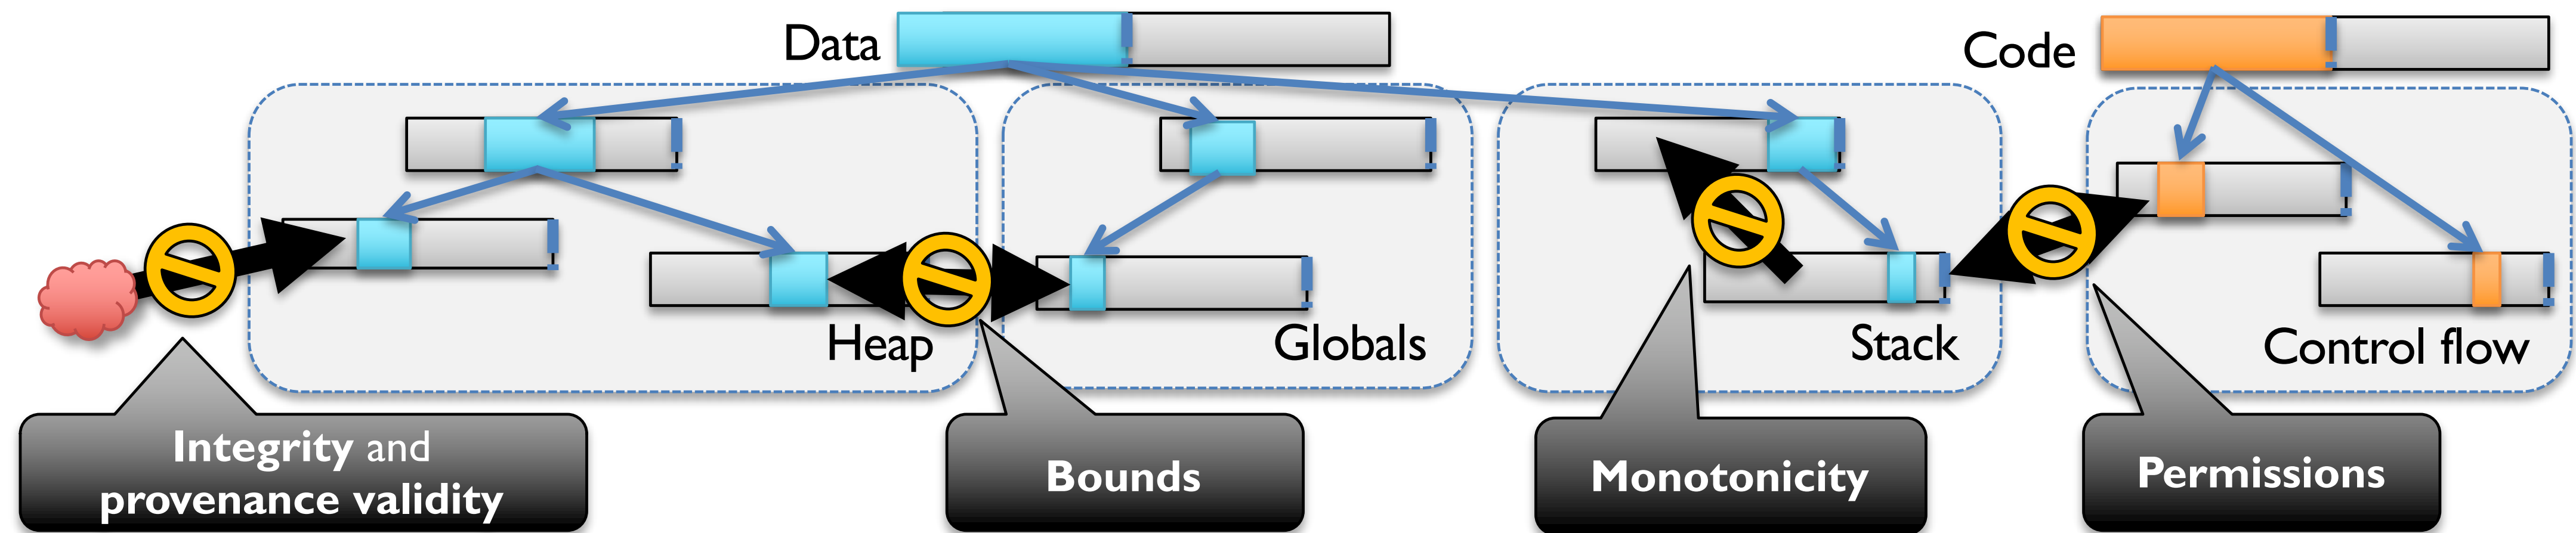 Data
Code
Heap
Globals
Stack
Control flow
Integrity and
provenance validity
Bounds
Monotonicity
Permissions